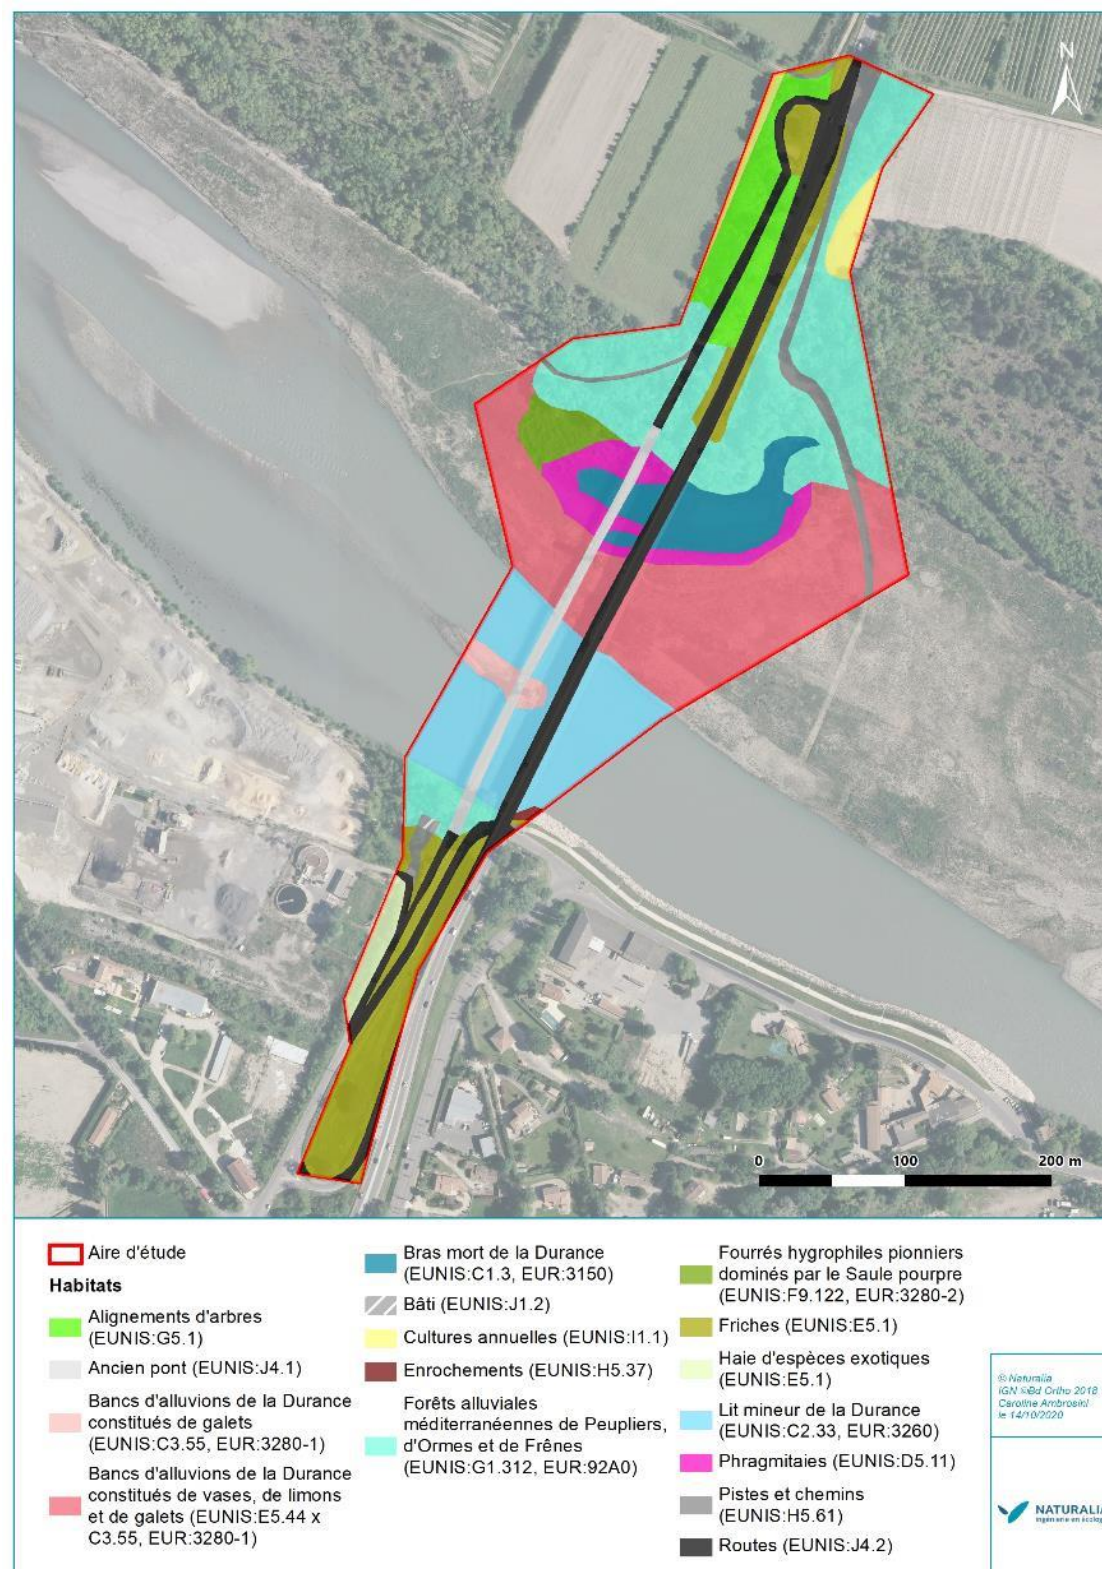 N
0 100 200 m
Aire d'étude
Habitats
Alignements d'arbres
(EUNIS:G5.1)
Ancien pont (EUNIS:J4.1)
Bancs d'alluvions de la Durance
constitués de galets
(EUNIS:C3.55, EUR:3280-1)
Bancs d'alluvions de la Durance
constitués de vases, de limons
et de galets (EUNIS:E5.44 x
C3.55, EUR:3280-1)
Bras mort de la Durance
(EUNIS:C1.3, EUR:3150)
Bâti (EUNIS:J1.2)
Cultures annuelles (EUNIS:I1.1)
Enrochements (EUNIS:H5.37)
Forêts alluviales
méditerranéennes de Peupliers,
d'Ormes et de Frênes
(EUNIS:G1.312, EUR:92A0)
Fourrés hygrophiles pionniers
dominés par le Saule pourpre
(EUNIS:F9.122, EUR:3280-2)
Friches (EUNIS:E5.1)
Haie d'espèces exotiques
(EUNIS:E5.1)
Lit mineur de la Durance
(EUNIS:C2.33, EUR:3260)
Phragmitaies (EUNIS:D5.11)
Pistes et chemins
(EUNIS:H5.61)
Routes (EUNIS:J4.2)
© Naturalia
IGN ©Bd Ortho 2018
Caroline Ambrosini
le 14/10/2020
NATURALIA
Ingénierie en écologie